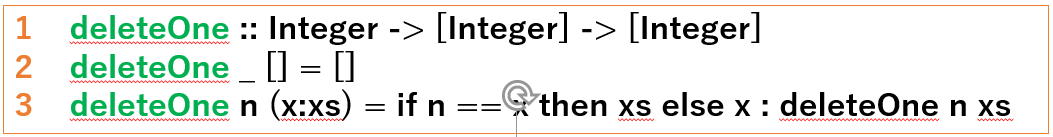 1 deleteOne :: Integer -> [Integer] -> [Integer]
2 deleteOne _ [] = []
3 deleteOne n (x:xs) = if n == x then xs else x : deleteOne n xs